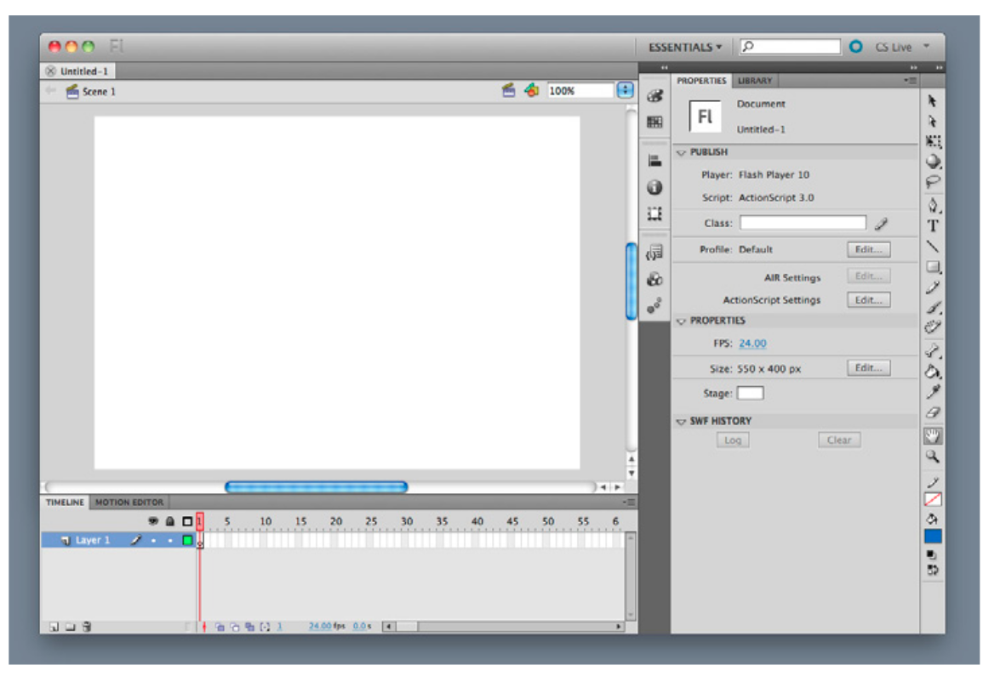 Fl ESSENTIALS CS Live
Untitled-1
Scene 1 100%
PROPERTIES LIBRARY
Fl Document
Untitled-1
PUBLISH
Player: Flash Player 10
Script: ActionScript 3.0
Class:
Profile: Default Edit...
AIR Settings Edit...
ActionScript Settings Edit...
PROPERTIES
FPS: 24.00
Size: 550 x 400 px Edit...
Stage:
SWF HISTORY
Log Clear
T
TIMELINE MOTION EDITOR
1 5 10 15 20 25 30 35 40 45 50 55 6
Layer 1
1 24.00 fps 0.0 s